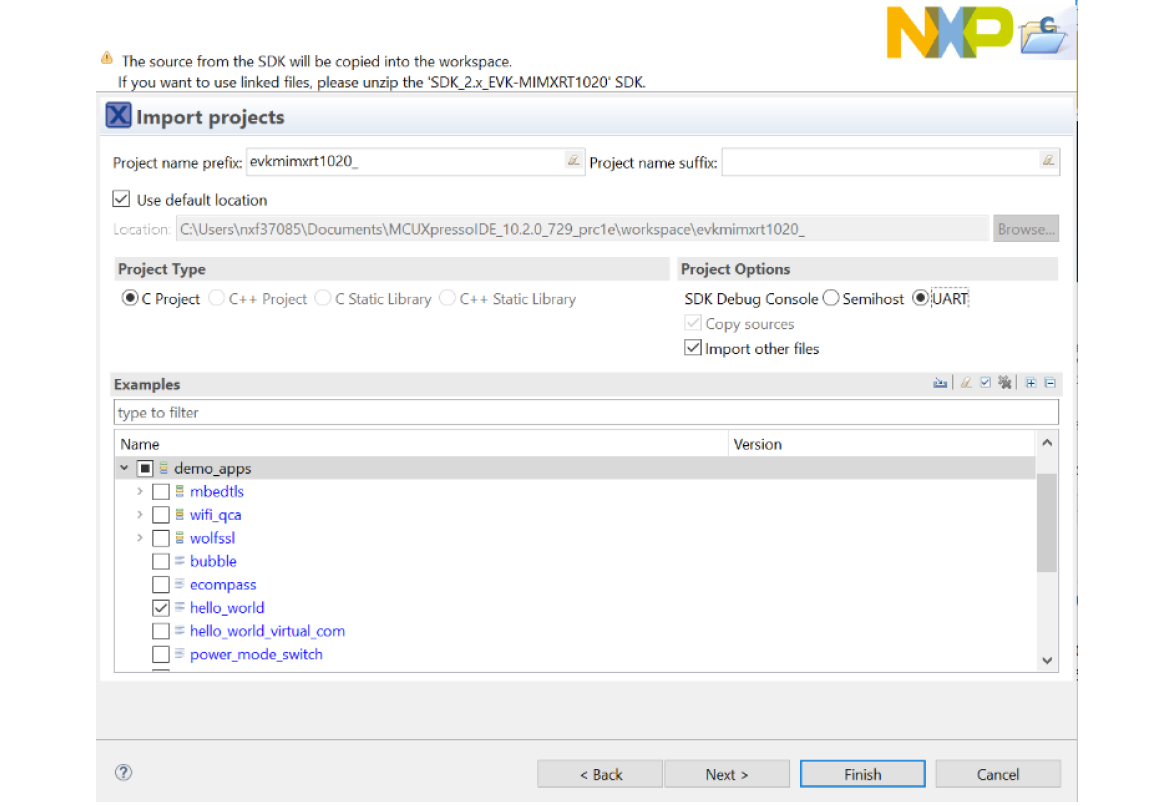 NXP
C
The source from the SDK will be copied into the workspace.
If you want to use linked files, please unzip the 'SDK_2.x_EVK-MIMXRT1020' SDK.
X Import projects
Project name prefix: evkmimxrt1020_ Project name suffix:
Use default location
Location: C:\Users\nxf37085\Documents\MCUXpressoIDE_10.2.0_729_prc1e\workspace\evkmimxrt1020_ Browse...
Project Type Project Options
C Project C++ Project C Static Library C++ Static Library SDK Debug Console Semihost UART
Copy sources
Import other files
Examples
type to filter
Name Version
demo_apps
mbedtls
wifi_qca
wolfssl
bubble
ecompass
hello_world
hello_world_virtual_com
power_mode_switch
? < Back Next > Finish Cancel